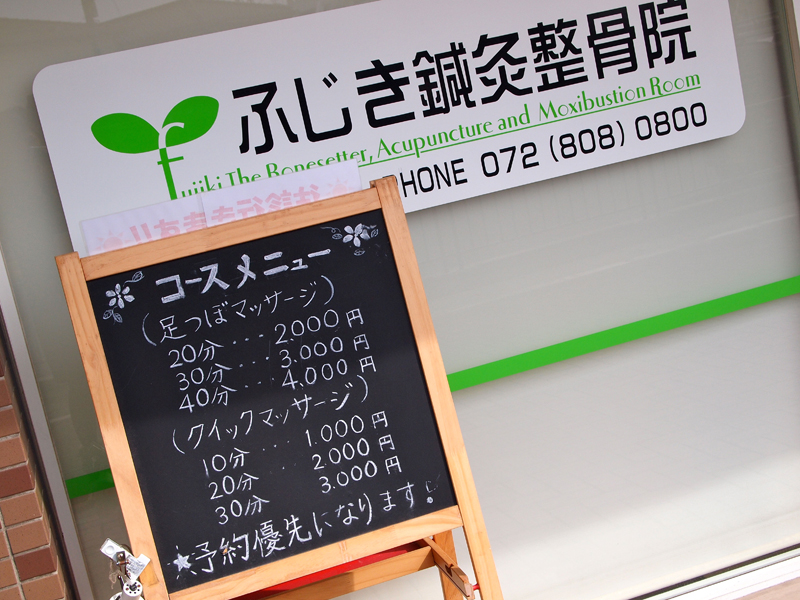 ふじき鍼灸整骨院
Fujiki The Bonesetter, Acupuncture and Moxibustion Room
PHONE 072 (808) 0800
コースメニュー
(足つぼマッサージ)
20分・・・2.000円
30分・・・3.000円
40分・・・4.000円
(クイックマッサージ)
10分・・・1.000円
20分・・・2.000円
30分 3.000円
★予約優先になります!